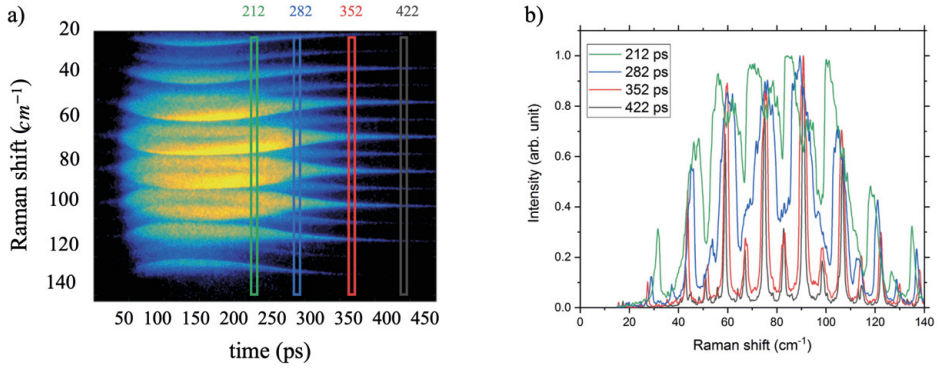 a)
212 282 352 422
20
40
60
80
100
120
140
Raman shift (cm⁻¹)
50 100 150 200 250 300 350 400 450
time (ps)
b)
212 ps
282 ps
352 ps
422 ps
1.0
0.8
0.6
0.4
0.2
0.0
Intensity (arb. unit)
0 20 40 60 80 100 120 140
Raman shift (cm⁻¹)